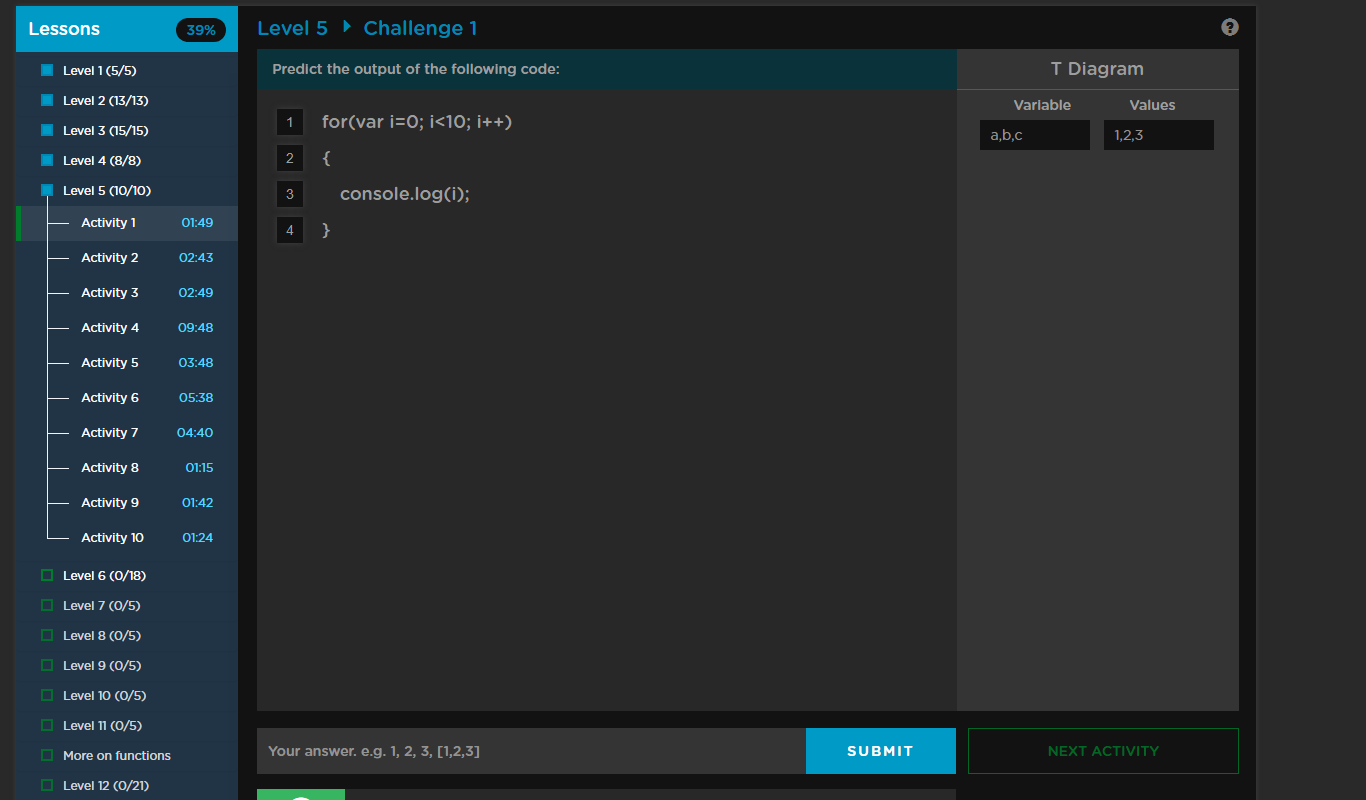 Lessons 39%
Level 1 (5/5)
Level 2 (13/13)
Level 3 (15/15)
Level 4 (8/8)
Level 5 (10/10)
Activity 1 01:49
Activity 2 02:43
Activity 3 02:49
Activity 4 09:48
Activity 5 03:48
Activity 6 05:38
Activity 7 04:40
Activity 8 01:15
Activity 9 01:42
Activity 10 01:24
Level 6 (0/18)
Level 7 (0/5)
Level 8 (0/5)
Level 9 (0/5)
Level 10 (0/5)
Level 11 (0/5)
More on functions
Level 12 (0/21)
Level 5 Challenge 1 ?
Predict the output of the following code:
1 for(var i=0; i<10; i++)
2 {
3 console.log(i);
4 }
T Diagram
Variable Values
a,b,c 1,2,3
Your answer. e.g. 1, 2, 3, [1,2,3] SUBMIT NEXT ACTIVITY